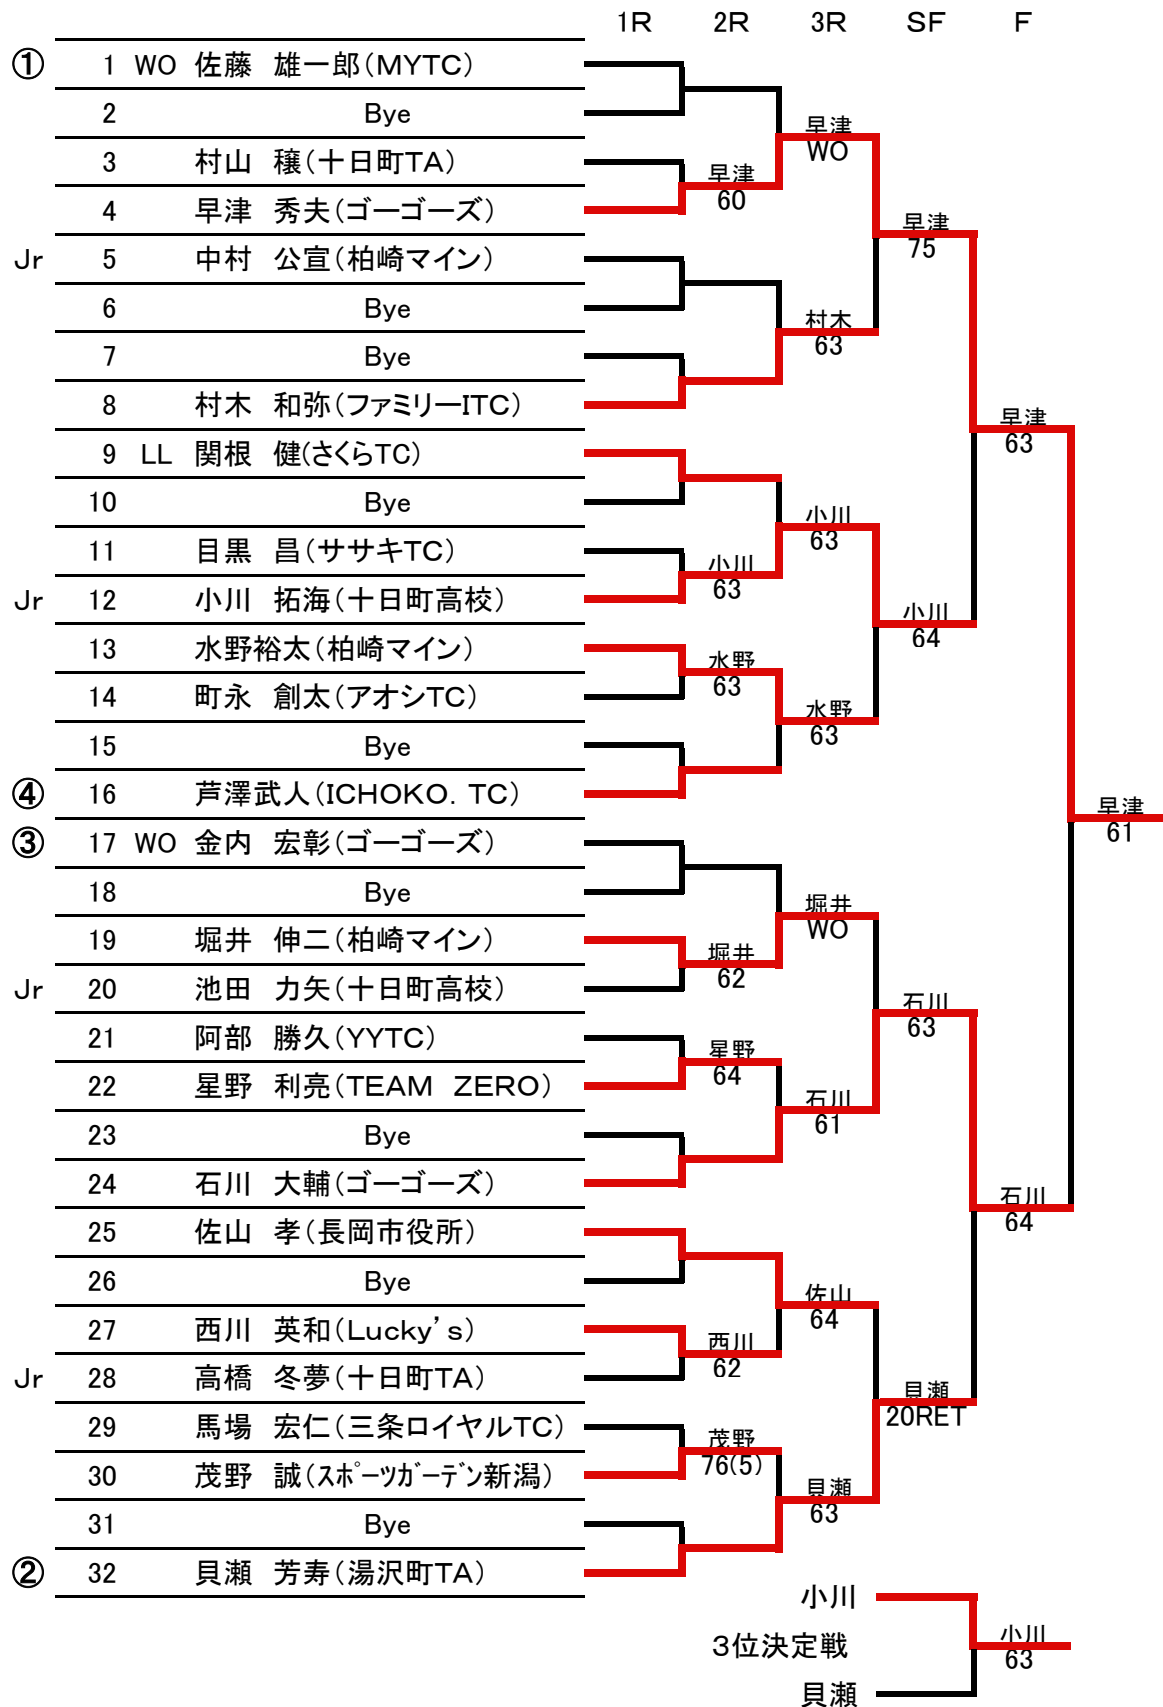 1R 2R 3R SF F
① 1 WO 佐藤 雄一郎(MYTC)
2 Bye
早津
WO
3 村山 穣(十日町TA)
早津
60
4 早津 秀夫(ゴーゴーズ)
早津
75
Jr 5 中村 公宣(柏崎マイン)
6 Bye
村木
63
7 Bye
8 村木 和弥(ファミリーITC)
早津
63
9 LL 関根 健(さくらTC)
10 Bye
小川
63
11 目黒 昌(ササキTC)
小川
63
Jr 12 小川 拓海(十日町高校)
小川
64
13 水野裕太(柏崎マイン)
水野
63
14 町永 創太(アオシTC)
水野
63
15 Bye
④ 16 芦澤武人(ICHOKO. TC)
早津
61
③ 17 WO 金内 宏彰(ゴーゴーズ)
18 Bye
堀井
WO
19 堀井 伸二(柏崎マイン)
堀井
62
Jr 20 池田 力矢(十日町高校)
石川
63
21 阿部 勝久(YYTC)
星野
64
22 星野 利亮(TEAM ZERO)
石川
61
23 Bye
24 石川 大輔(ゴーゴーズ)
石川
64
25 佐山 孝(長岡市役所)
26 Bye
佐山
64
27 西川 英和(Lucky's)
西川
62
Jr 28 高橋 冬夢(十日町TA)
貝瀬
20RET
29 馬場 宏仁(三条ロイヤルTC)
茂野
76(5)
30 茂野 誠(スポーツガーデン新潟)
貝瀬
63
31 Bye
② 32 貝瀬 芳寿(湯沢町TA)
小川
3位決定戦
小川
63
貝瀬